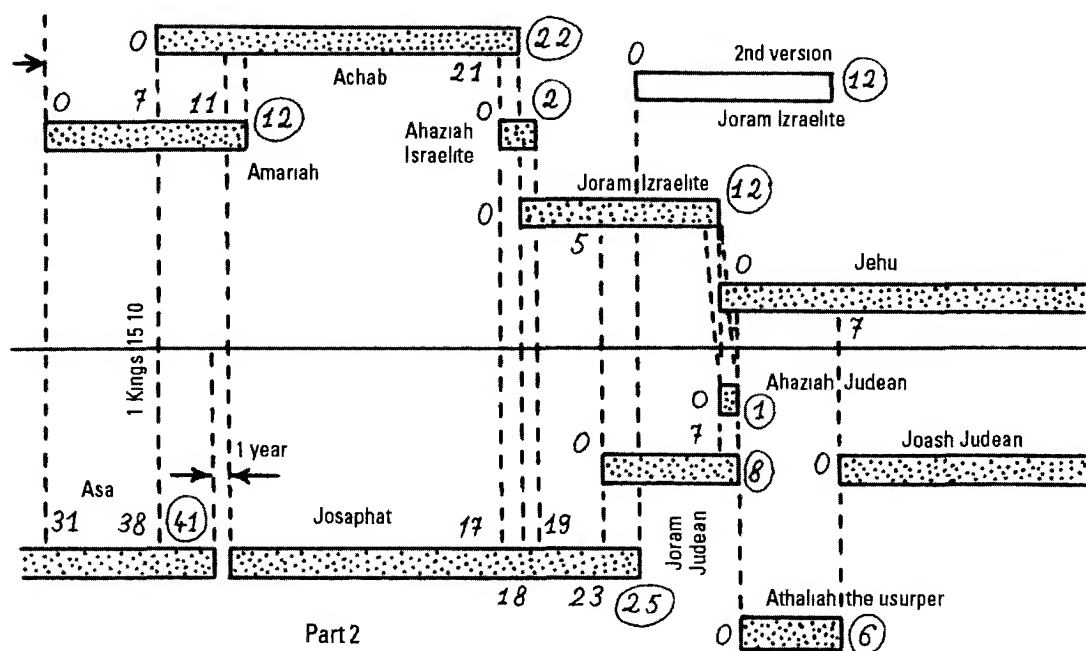 0 22
Achab
21
0 2nd version
12
Joram Izraelite
0 7 11 12
Amariah
0 2
Ahaziah
Israelite
Joram Izraelite 12
0 5
0 Jehu
7
1 Kings 15 10
Ahaziah Judean
0 1
0 7 8
Joram
Judean
Joash Judean
0
1 year
Asa
31 38 41
Josaphat
17 19
18 23 25
Athaliah the usurper
0 6
Part 2